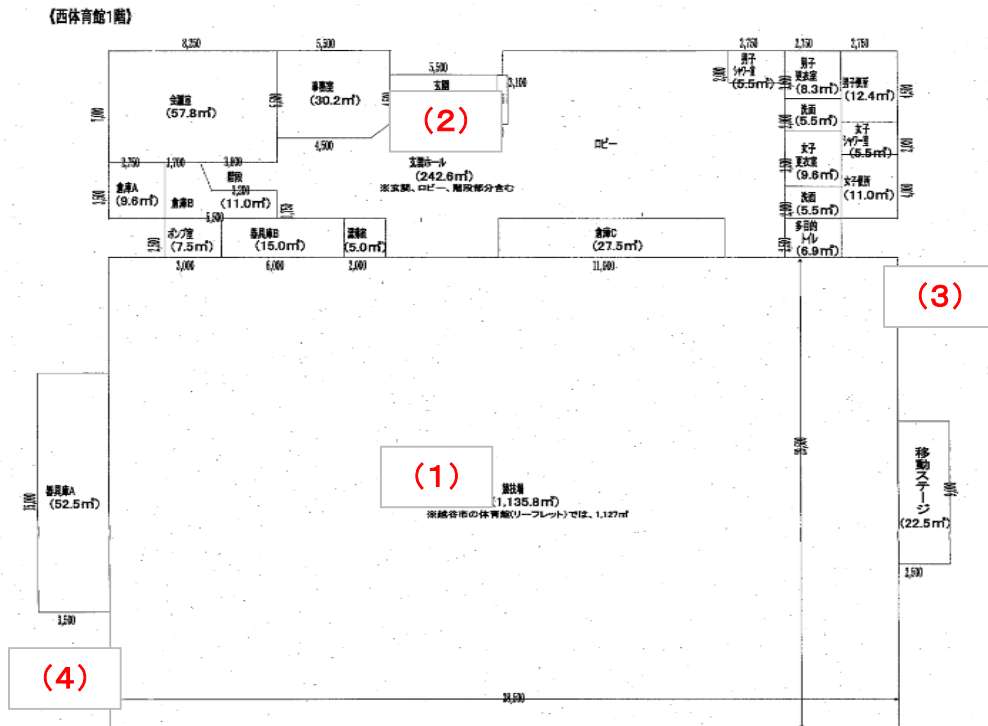 《西体育館1階》
8,250
5,500
5,500
3,100
2,750
2,750
2,750
会議室
(57.8㎡)
事務室
(30.2㎡)
玄関
(2)
ロビー
男子
シャワー室
(5.5㎡)
男子
更衣室
(8.3㎡)
男子便所
(12.4㎡)
洗面
(5.5㎡)
女子
シャワー室
(5.5㎡)
女子
更衣室
(9.6㎡)
女子便所
(11.0㎡)
洗面
(5.5㎡)
多目的
トイレ
(6.9㎡)
4,500
玄関ホール
(242.6㎡)
※玄関、ロビー、階段部分含む
2,750
1,700
階段
(11.0㎡)
倉庫A
(9.6㎡)
倉庫B
5,500
ポンプ室
(7.5㎡)
器具庫B
(15.0㎡)
(5.0㎡)
倉庫C
(27.5㎡)
3,000
6,000
2,000
11,000
(3)
(1)
競技場
(1,135.8㎡)
※越谷市の体育館(リーフレット)では、1,127㎡
器具庫A
(52.5㎡)
15,000
3,500
移動ステージ
(22.5㎡)
2,500
(4)
38,500